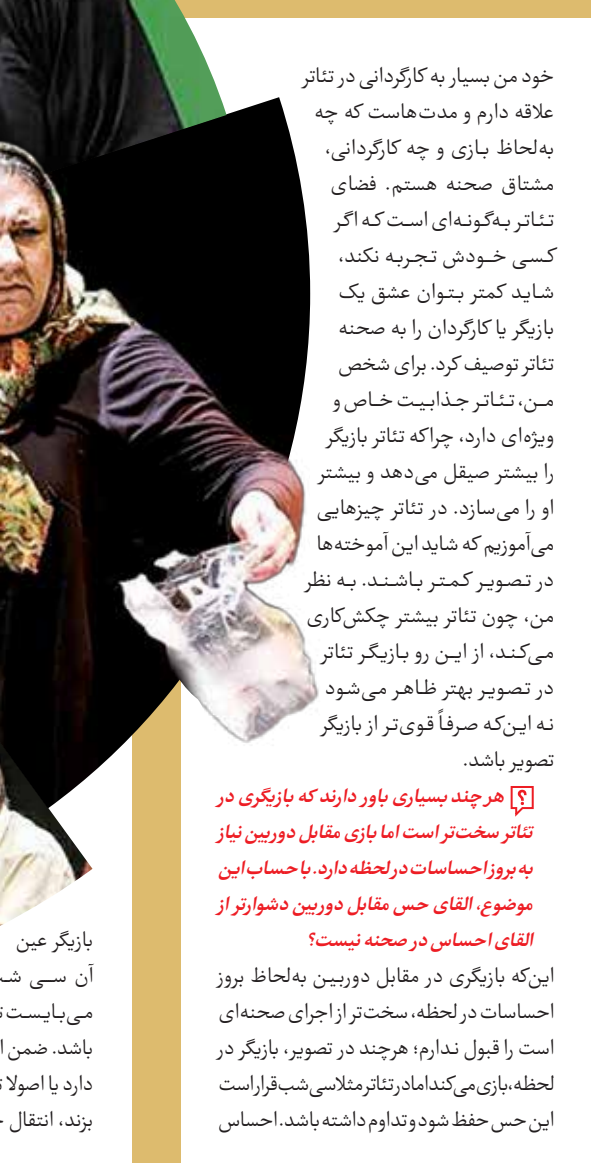 خود من بسیار به کارگردانی در تئاتر
علاقه دارم و مدت‌هاست که چه
به‌لحاظ بازی و چه کارگردانی،
مشتاق صحنه هستم. فضای
تئاتر به‌گونه‌ای است که اگر
کسی خودش تجربه نکند،
شاید کمتر بتوان عشق یک
بازیگر یا کارگردان را به صحنه
تئاتر توصیف کرد. برای شخص
من، تئاتر جذابیت خاص و
ویژه‌ای دارد، چراکه تئاتر بازیگر
را بیشتر صیقل می‌دهد و بیشتر
او را می‌سازد. در تئاتر چیزهایی
می‌آموزیم که شاید این آموخته‌ها
در تصویر کمتر باشند. به نظر
من، چون تئاتر بیشتر چکش‌کاری
می‌کند، از این رو بازیگر تئاتر
در تصویر بهتر ظاهر می‌شود
نه این‌که صرفاً قوی‌تر از بازیگر
تصویر باشد.
؟ هر چند بسیاری باور دارند که بازیگری در
تئاتر سخت‌تر است اما بازی مقابل دوربین نیاز
به بروز احساسات در لحظه دارد. با حساب این
موضوع، القای حس مقابل دوربین دشوارتر از
القای احساس در صحنه نیست؟
این‌که بازیگری در مقابل دوربین به‌لحاظ بروز
احساسات در لحظه، سخت‌تر از اجرای صحنه‌ای
است را قبول ندارم؛ هرچند در تصویر، بازیگر در
لحظه، بازی می‌کند اما در تئاتر مثلا سی شب قرار است
این حس حفظ شود و تداوم داشته باشد. احساس
بازیگر عین
آن سی
می‌بایست
باشد. ضمن
دارد یا اصولا
بزند، انتقال